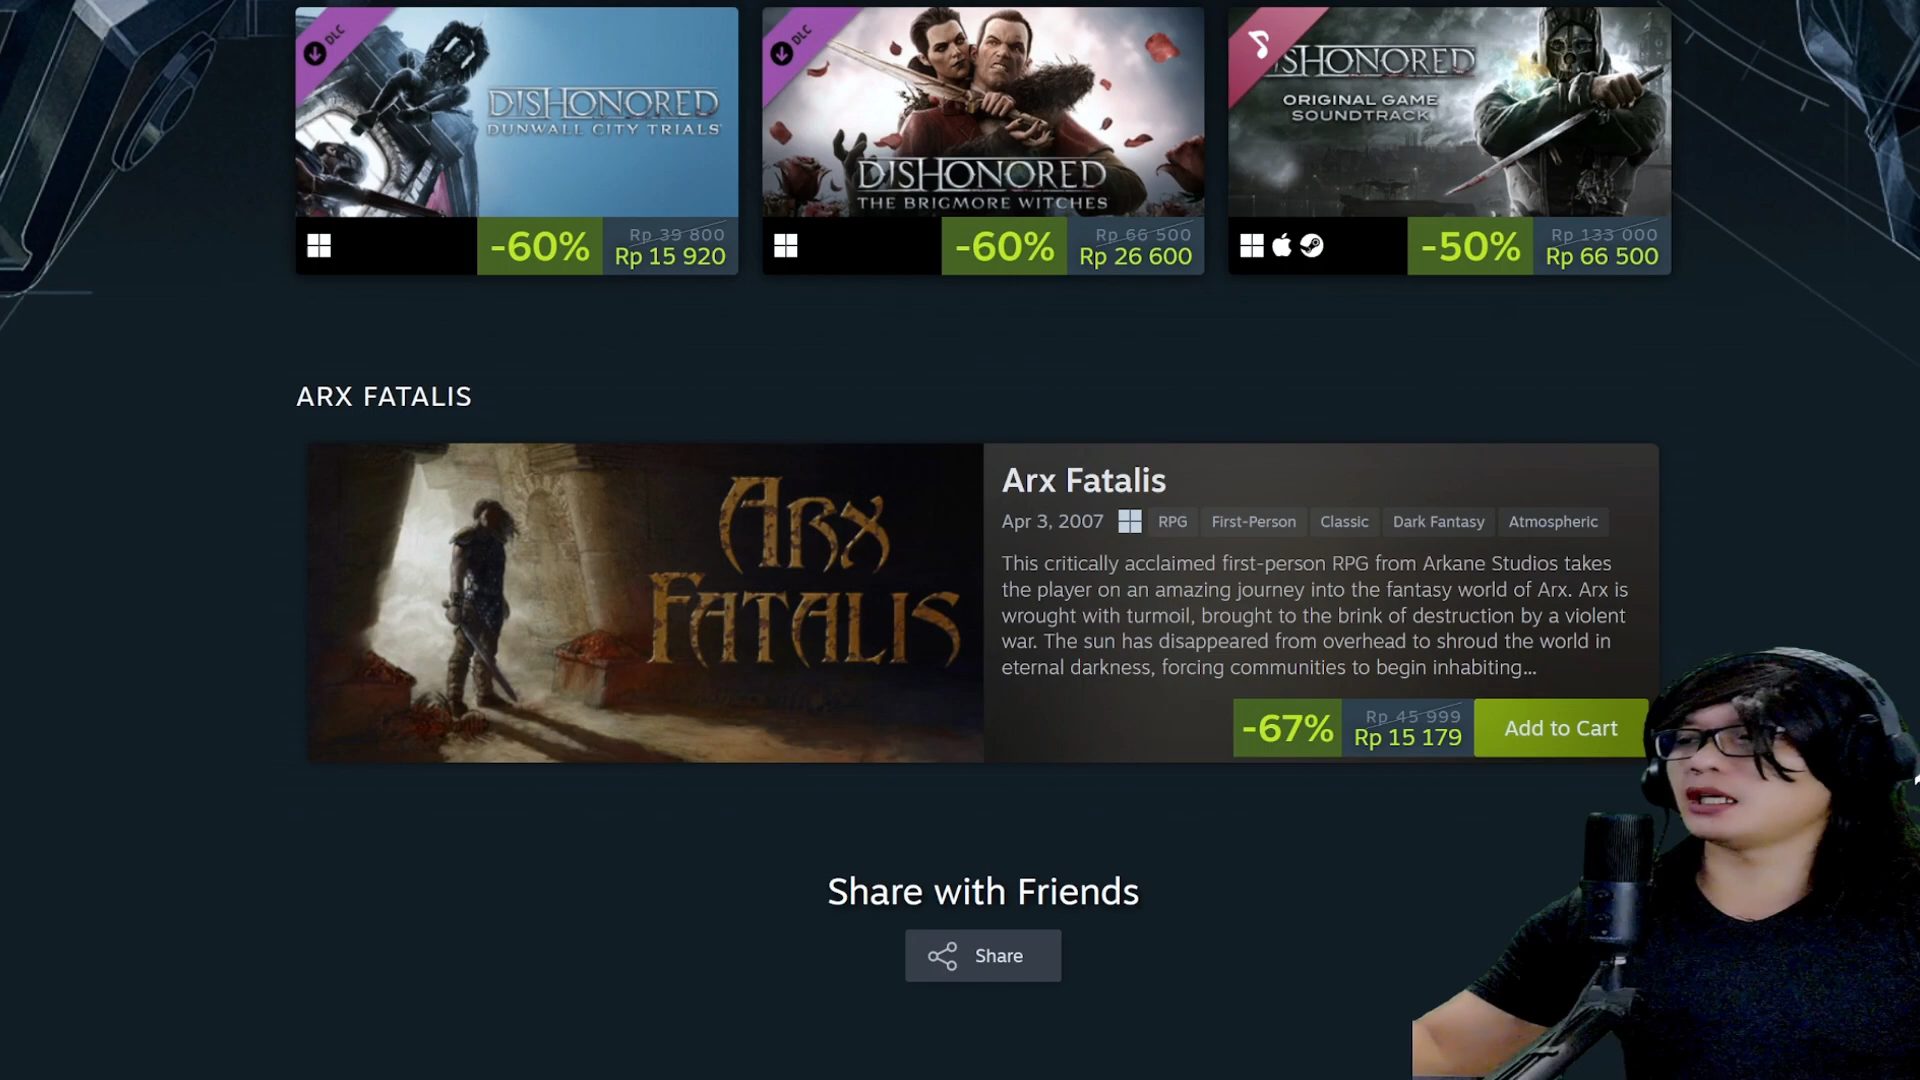 DLC
DISHONORED
DUNWALL CITY TRIALS
-60%
Rp 39 800
Rp 15 920
DLC
DISHONORED
THE BRIGMORE WITCHES
-60%
Rp 66 500
Rp 26 600
ISHONORED
ORIGINAL GAME
SOUNDTRACK
-50%
Rp 133 000
Rp 66 500
ARX FATALIS
ARX
FATALIS
Arx Fatalis
Apr 3, 2007 RPG First-Person Classic Dark Fantasy Atmospheric
This critically acclaimed first-person RPG from Arkane Studios takes
the player on an amazing journey into the fantasy world of Arx. Arx is
wrought with turmoil, brought to the brink of destruction by a violent
war. The sun has disappeared from overhead to shroud the world in
eternal darkness, forcing communities to begin inhabiting...
-67%
Rp 45 999
Rp 15 179
Add to Cart
Share with Friends
Share